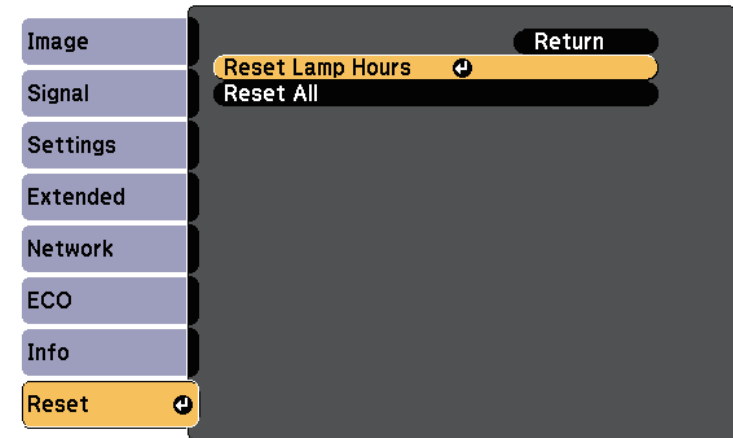 Image
Signal
Settings
Extended
Network
ECO
Info
Reset
Return
Reset Lamp Hours
Reset All